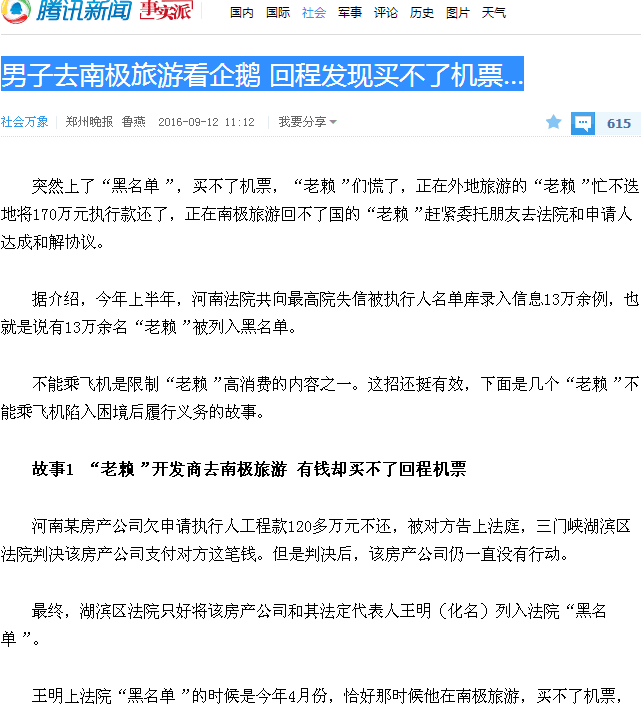 腾讯新闻 事实派 国内 国际 社会 军事 评论 历史 图片 天气
男子去南极旅游看企鹅 回程发现买不了机票...
社会万象 郑州晚报 鲁燕 2016-09-12 11:12 我要分享 615
突然上了“黑名单”，买不了机票，“老赖”们慌了，正在外地旅游的“老赖”忙不迭
地将170万元执行款还了，正在南极旅游回不了国的“老赖”赶紧委托朋友去法院和申请人
达成和解协议。
据介绍，今年上半年，河南法院共向最高院失信被执行人名单库录入信息13万余例，也
就是说有13万余名“老赖”被列入黑名单。
不能乘飞机是限制“老赖”高消费的内容之一。这招还挺有效，下面是几个“老赖”不
能乘飞机陷入困境后履行义务的故事。
故事1 “老赖”开发商去南极旅游 有钱却买不了回程机票
河南某房产公司欠申请执行人工程款120多万元不还，被对方告上法庭，三门峡湖滨区
法院判决该房产公司支付对方这笔钱。但是判决后，该房产公司仍一直没有行动。
最终，湖滨区法院只好将该房产公司和其法定代表人王明（化名）列入法院“黑名
单”。
王明上法院“黑名单”的时候是今年4月份，恰好那时候他在南极旅游，买不了机票，